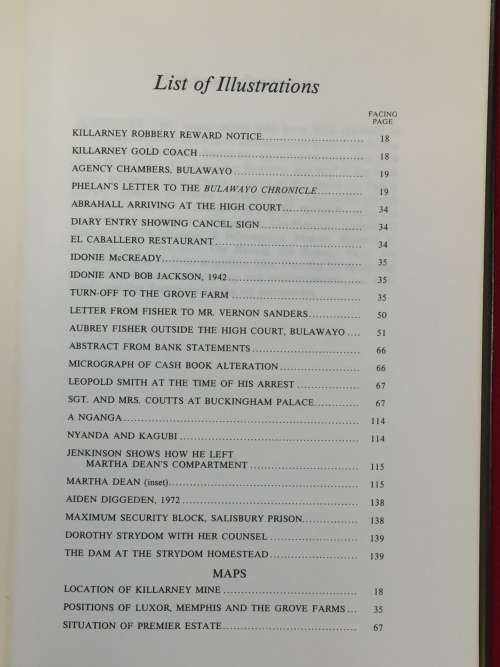 List of Illustrations
FACING
PAGE
KILLARNEY ROBBERY REWARD NOTICE............................ 18
KILLARNEY GOLD COACH.............................................. 18
AGENCY CHAMBERS, BULAWAYO.................................... 19
PHELAN'S LETTER TO THE BULAWAYO CHRONICLE............. 19
ABRAHALL ARRIVING AT THE HIGH COURT...................... 34
DIARY ENTRY SHOWING CANCEL SIGN............................ 34
EL CABALLERO RESTAURANT......................................... 34
IDONIE McCREADY........................................................ 35
IDONIE AND BOB JACKSON, 1942..................................... 35
TURN-OFF TO THE GROVE FARM .................................... 35
LETTER FROM FISHER TO MR. VERNON SANDERS............... 50
AUBREY FISHER OUTSIDE THE HIGH COURT, BULAWAYO .... 51
ABSTRACT FROM BANK STATEMENTS............................... 66
MICROGRAPH OF CASH BOOK ALTERATION....................... 66
LEOPOLD SMITH AT THE TIME OF HIS ARREST .................. 67
SGT. AND MRS. COUTTS AT BUCKINGHAM PALACE............. 67
A NGANGA.................................................................. 114
NYANDA AND KAGUBI .................................................. 114
JENKINSON SHOWS HOW HE LEFT
MARTHA DEAN'S COMPARTMENT ................................ 115
MARTHA DEAN (inset)..................................................... 115
AIDEN DIGGEDEN, 1972.................................................. 138
MAXIMUM SECURITY BLOCK, SALISBURY PRISON................ 138
DOROTHY STRYDOM WITH HER COUNSEL ......................... 139
THE DAM AT THE STRYDOM HOMESTEAD......................... 139
MAPS
LOCATION OF KILLARNEY MINE ...................................... 18
POSITIONS OF LUXOR, MEMPHIS AND THE GROVE FARMS ... 35
SITUATION OF PREMIER ESTATE...................................... 67